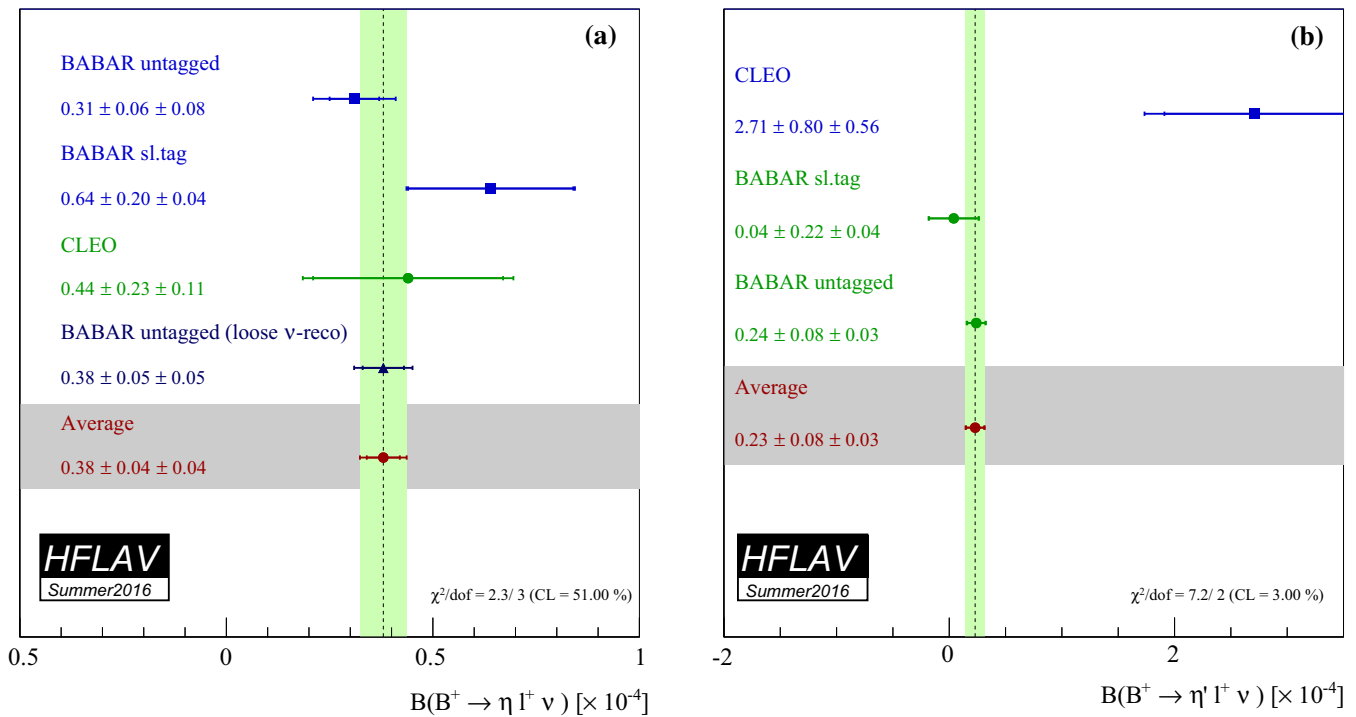 (a)
BABAR untagged
0.31 ± 0.06 ± 0.08
BABAR sl.tag
0.64 ± 0.20 ± 0.04
CLEO
0.44 ± 0.23 ± 0.11
BABAR untagged (loose ν-reco)
0.38 ± 0.05 ± 0.05
Average
0.38 ± 0.04 ± 0.04
HFLAV
Summer2016
χ²/dof = 2.3/ 3 (CL = 51.00 %)
0.5 0 0.5 1
B(B⁺ → η l⁺ ν ) [× 10⁻⁴]
(b)
CLEO
2.71 ± 0.80 ± 0.56
BABAR sl.tag
0.04 ± 0.22 ± 0.04
BABAR untagged
0.24 ± 0.08 ± 0.03
Average
0.23 ± 0.08 ± 0.03
HFLAV
Summer2016
χ²/dof = 7.2/ 2 (CL = 3.00 %)
-2 0 2
B(B⁺ → η' l⁺ ν ) [× 10⁻⁴]